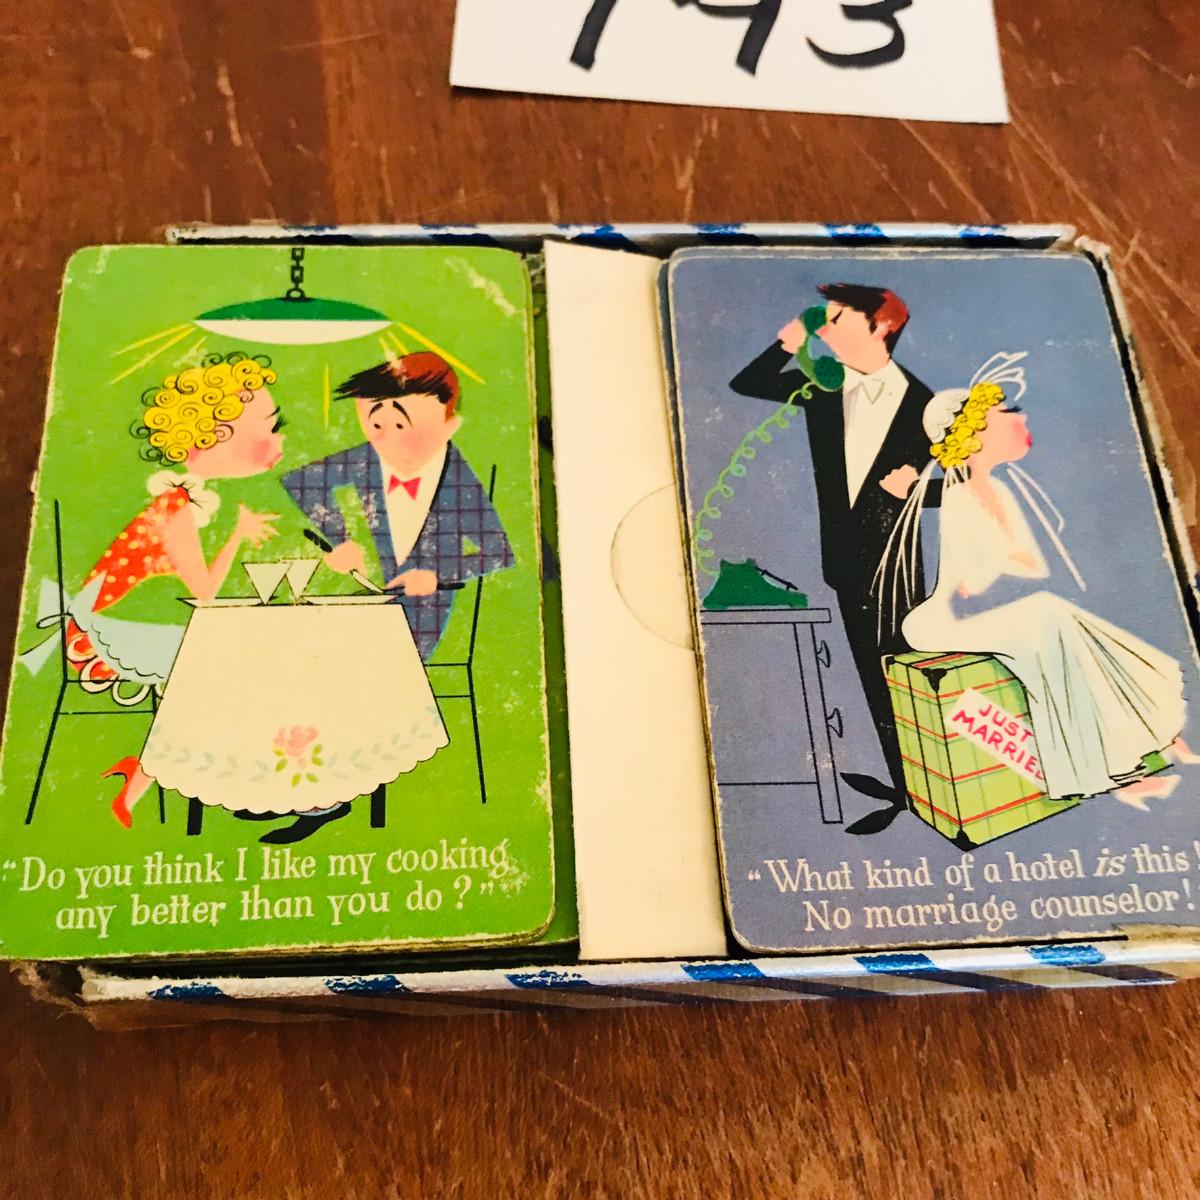 "Do you think I like my cooking
any better than you do?"
JUST
MARRIED
"What kind of a hotel is this!
No marriage counselor!